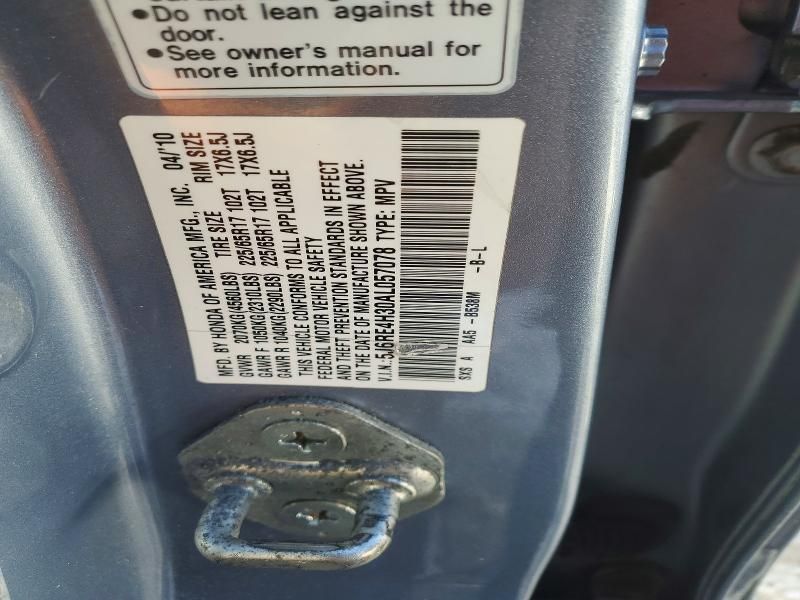 •Do not lean against the
door.
•See owner's manual for
more information.
MFD. BY HONDA OF AMERICA MFG., INC. 04/'10
TIRE SIZE RIM SIZE
GVWR 2070KG(4560LBS) 225/65R17 102T 17X6.5J
GAWR F 1050KG(2310LBS) 225/65R17 102T 17X6.5J
GAWR R 1040KG(2290LBS)
THIS VEHICLE CONFORMS TO ALL APPLICABLE
FEDERAL MOTOR VEHICLE SAFETY
AND THEFT PREVENTION STANDARDS IN EFFECT
ON THE DATE OF MANUFACTURE SHOWN ABOVE.
V.I.N.: 5J6RE4H30AL057078 TYPE: MPV
SXS A AA5 -B538M -B-L